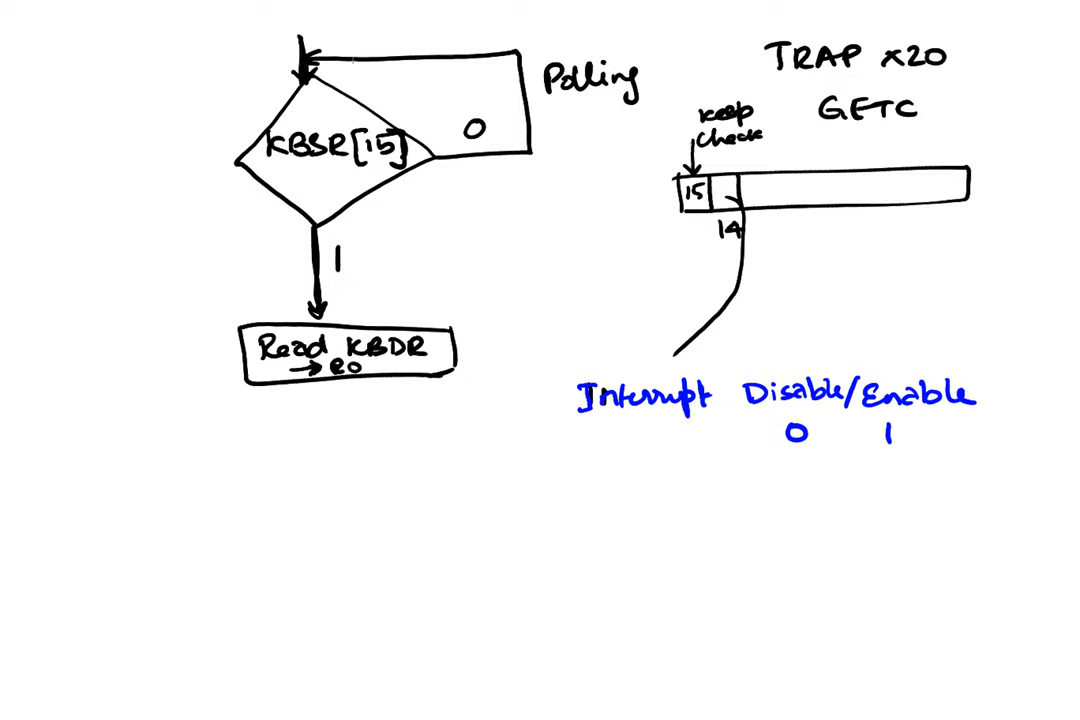 Polling
TRAP x20
GETC
Keep
check
KBSR[15]
0
15
14
1
Read KBDR
→ R0
Interrupt Disable/Enable
0 1